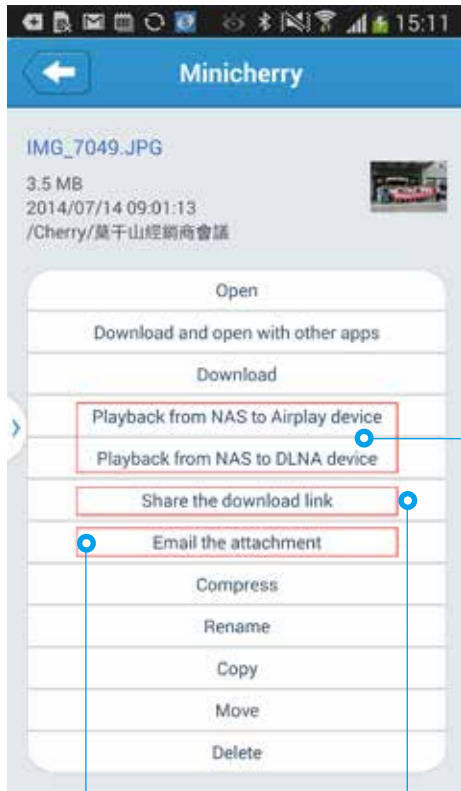 15:11
Minicherry
IMG_7049.JPG
3.5 MB
2014/07/14 09:01:13
/Cherry/莫干山經銷商會議
Open
Download and open with other apps
Download
Playback from NAS to Airplay device
Playback from NAS to DLNA device
Share the download link
Email the attachment
Compress
Rename
Copy
Move
Delete